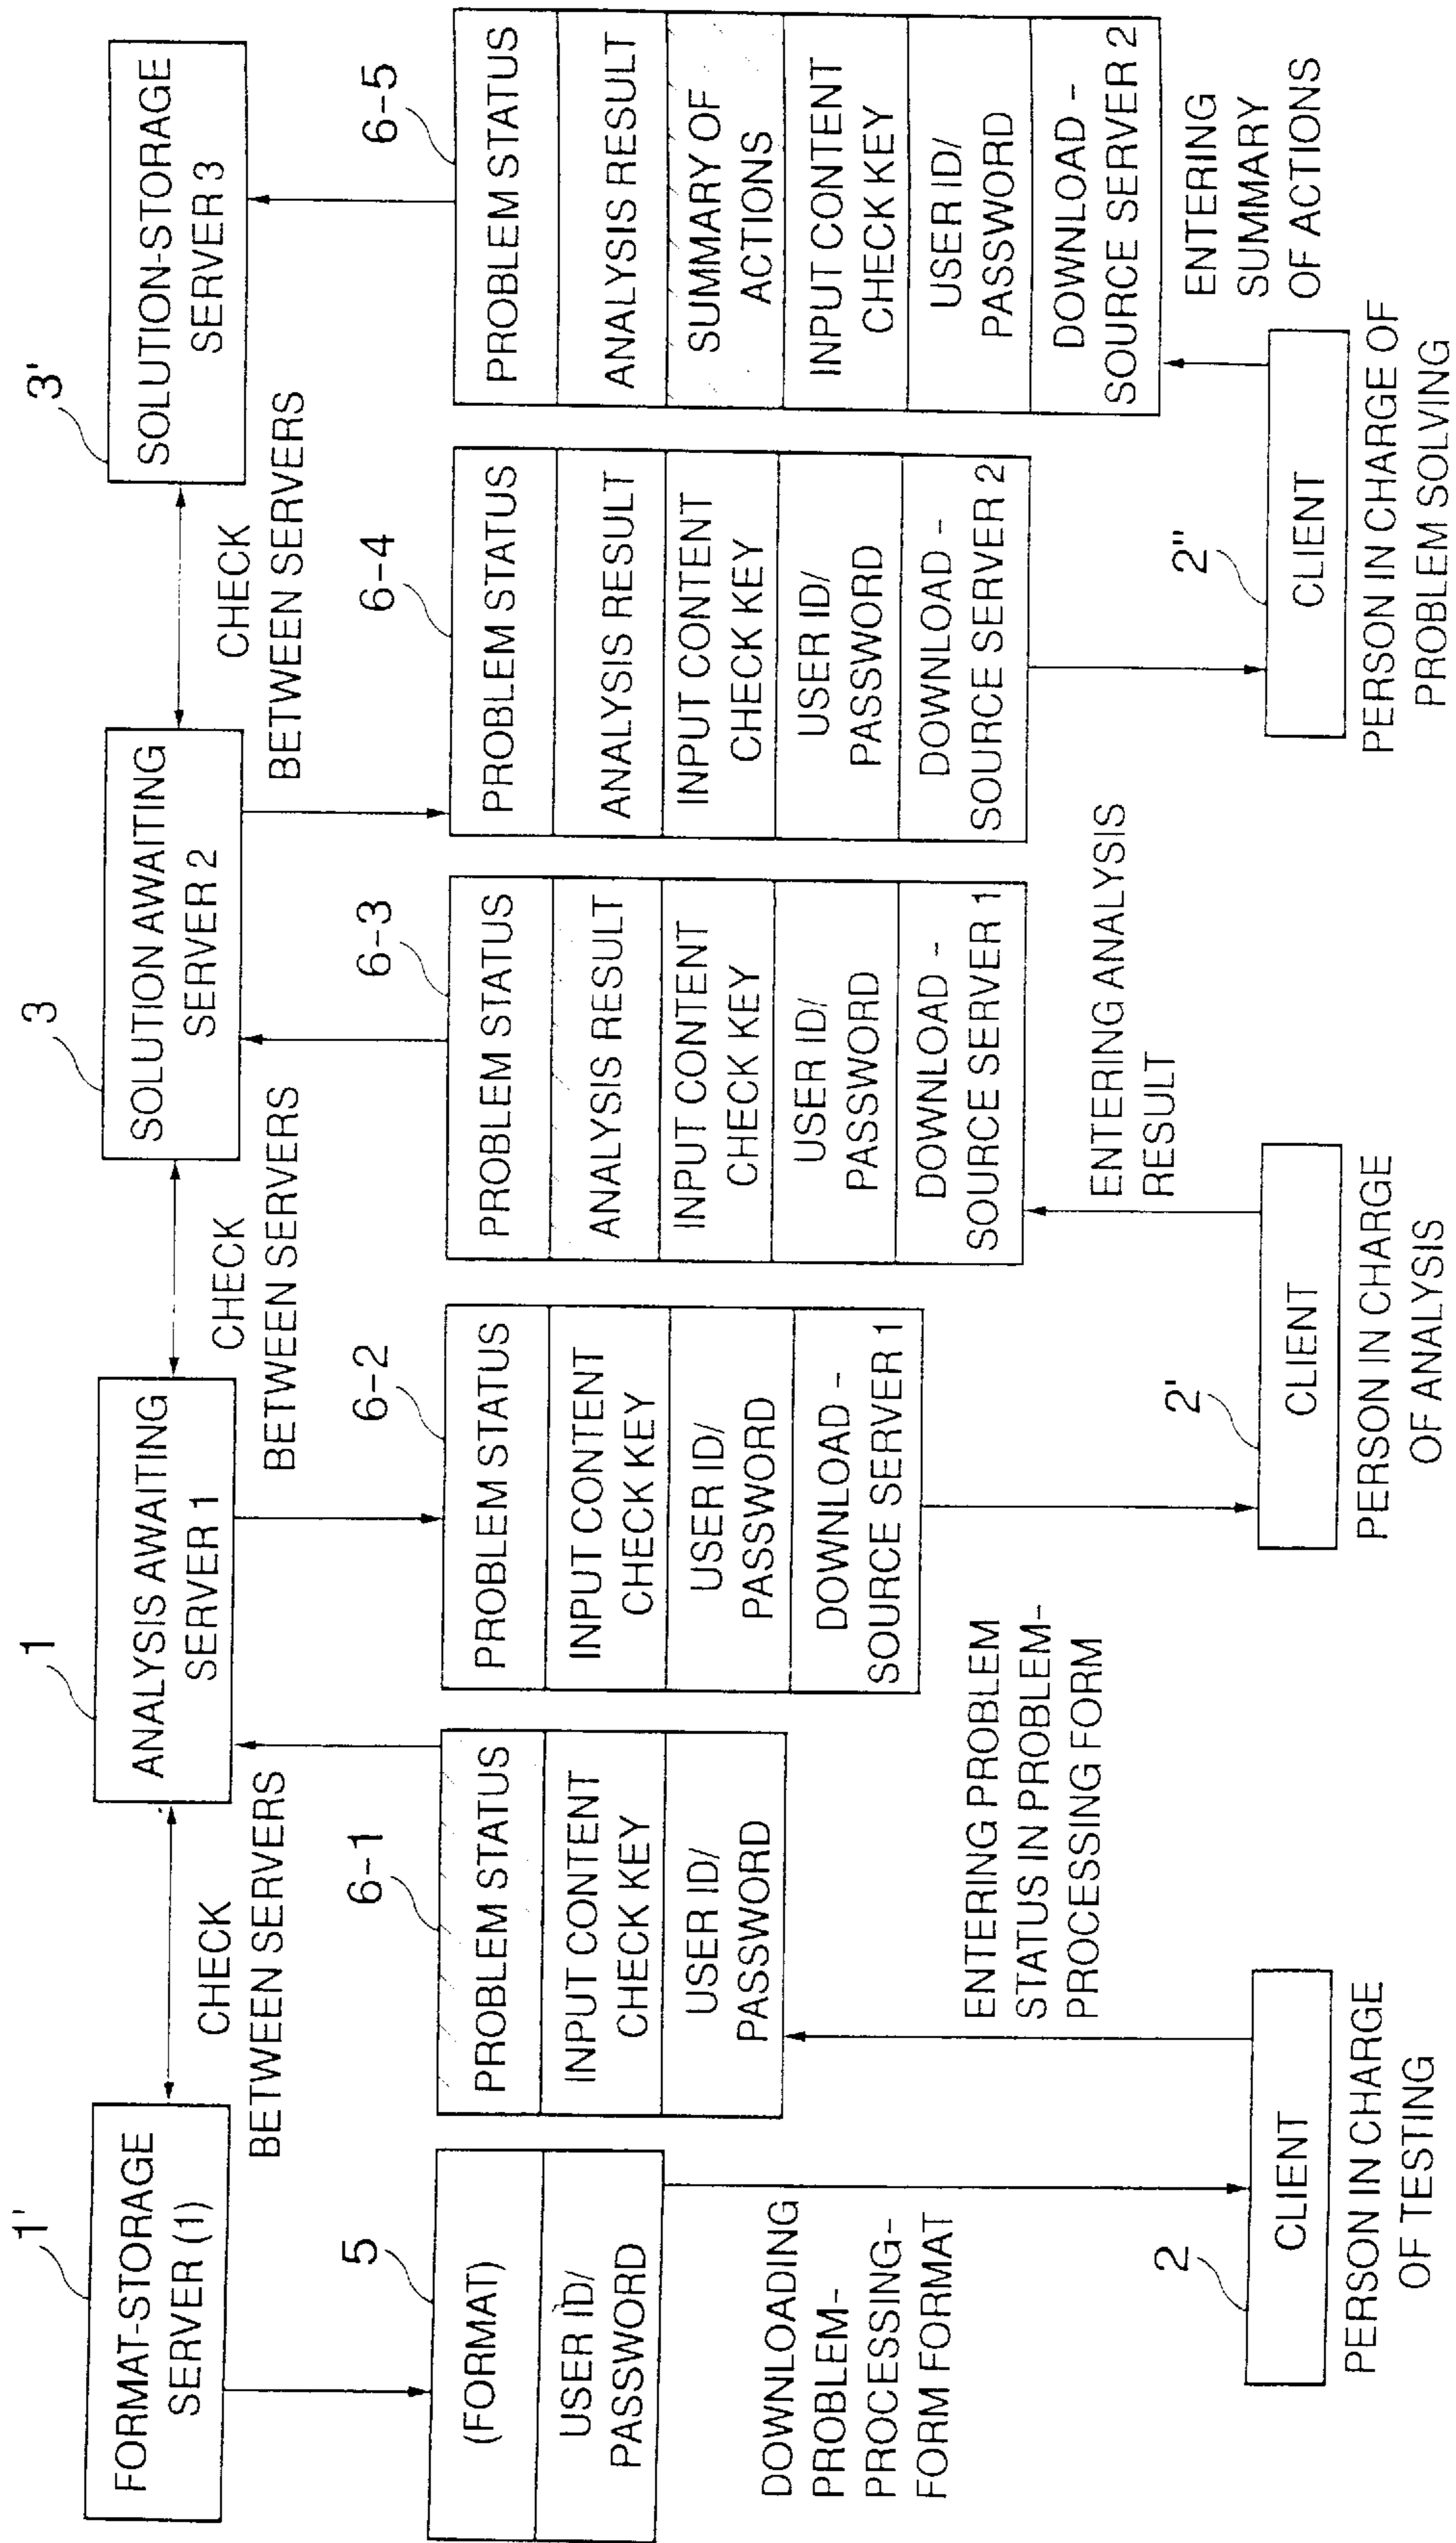 1'
FORMAT-STORAGE
SERVER (1)
CHECK
BETWEEN SERVERS
1
ANALYSIS AWAITING
SERVER 1
CHECK
BETWEEN SERVERS
3
SOLUTION AWAITING
SERVER 2
CHECK
BETWEEN SERVERS
3'
SOLUTION-STORAGE
SERVER 3
5
(FORMAT)
USER ID/
PASSWORD
6-1
PROBLEM STATUS
INPUT CONTENT
CHECK KEY
USER ID/
PASSWORD
6-2
PROBLEM STATUS
INPUT CONTENT
CHECK KEY
USER ID/
PASSWORD
DOWNLOAD -
SOURCE SERVER 1
6-3
PROBLEM STATUS
ANALYSIS RESULT
INPUT CONTENT
CHECK KEY
USER ID/
PASSWORD
DOWNLOAD -
SOURCE SERVER 1
6-4
PROBLEM STATUS
ANALYSIS RESULT
INPUT CONTENT
CHECK KEY
USER ID/
PASSWORD
DOWNLOAD -
SOURCE SERVER 2
6-5
PROBLEM STATUS
ANALYSIS RESULT
SUMMARY OF
ACTIONS
INPUT CONTENT
CHECK KEY
USER ID/
PASSWORD
DOWNLOAD -
SOURCE SERVER 2
DOWNLOADING
PROBLEM-
PROCESSING-
FORM FORMAT
ENTERING PROBLEM
STATUS IN PROBLEM-
PROCESSING FORM
ENTERING ANALYSIS
RESULT
ENTERING
SUMMARY
OF ACTIONS
2
CLIENT
PERSON IN CHARGE
OF TESTING
2'
CLIENT
PERSON IN CHARGE
OF ANALYSIS
2"
CLIENT
PERSON IN CHARGE OF
PROBLEM SOLVING